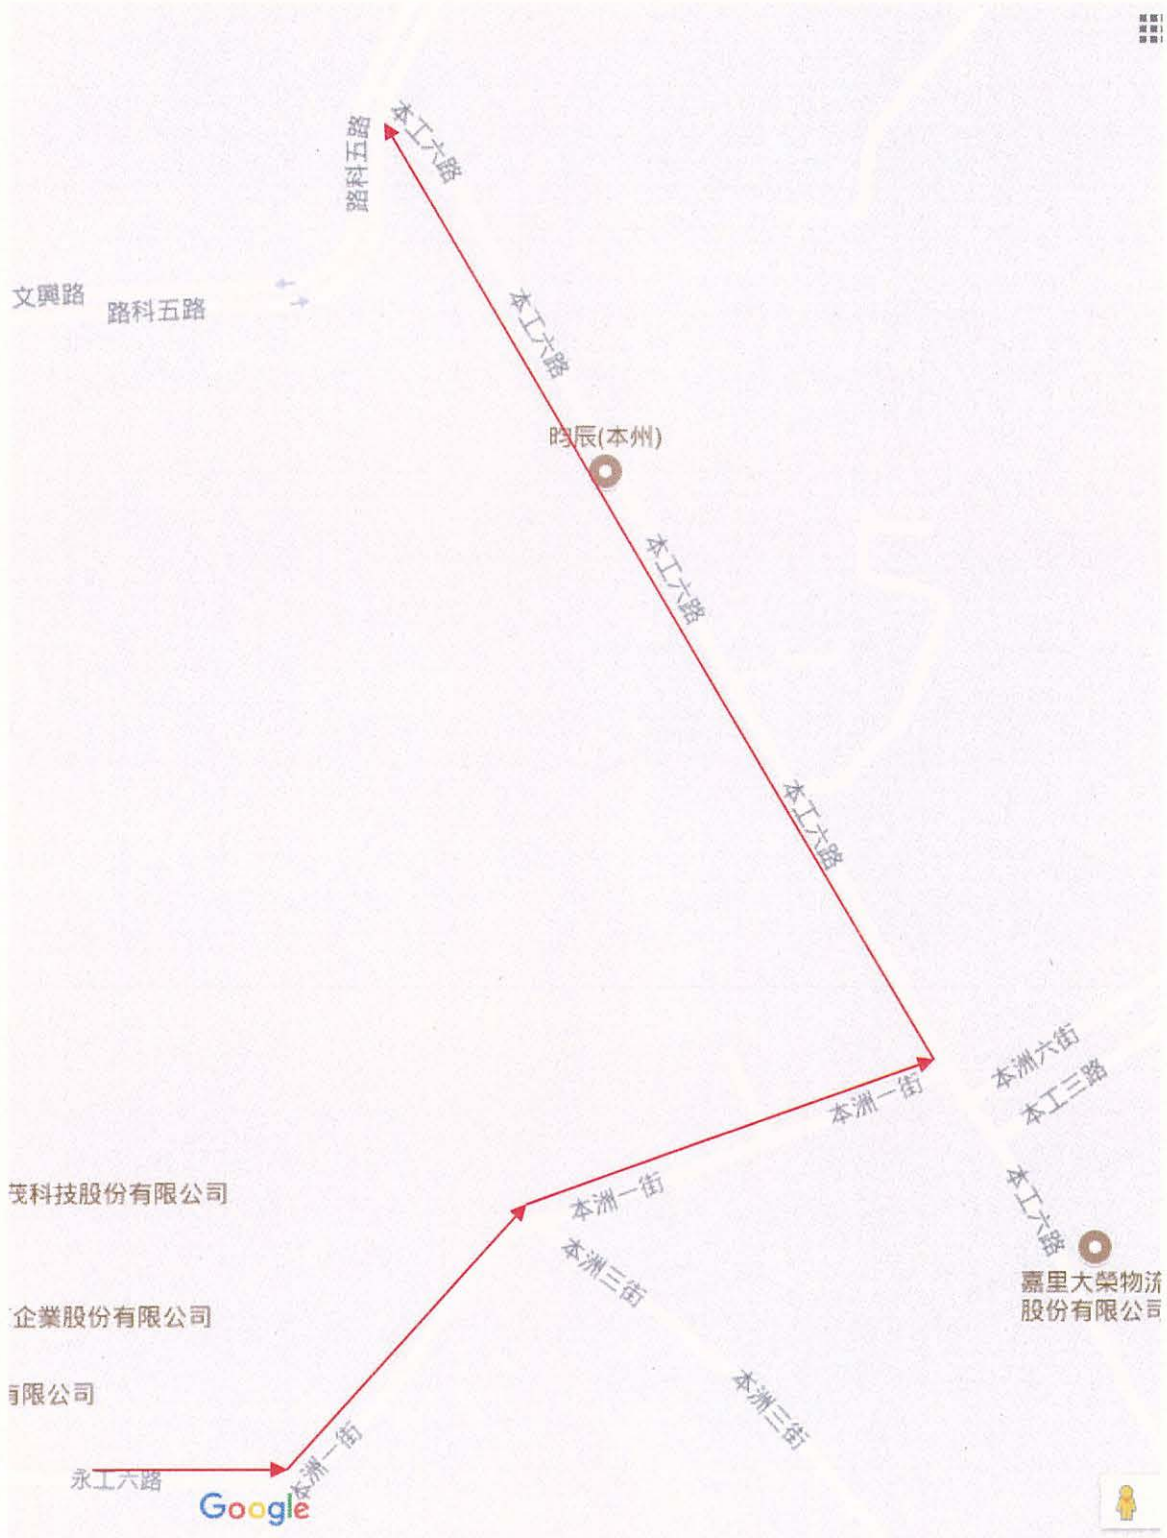 本工六路
路科五路
文興路
路科五路
本工六路
昀辰(本州)
本工六路
本工六路
本洲六街
本工三路
本洲一街
本洲一街
本工六路
茂科技股份有限公司
本洲三街
嘉里大榮物流
股份有限公司
企業股份有限公司
有限公司
本洲三街
本洲一街
永工六路
Google